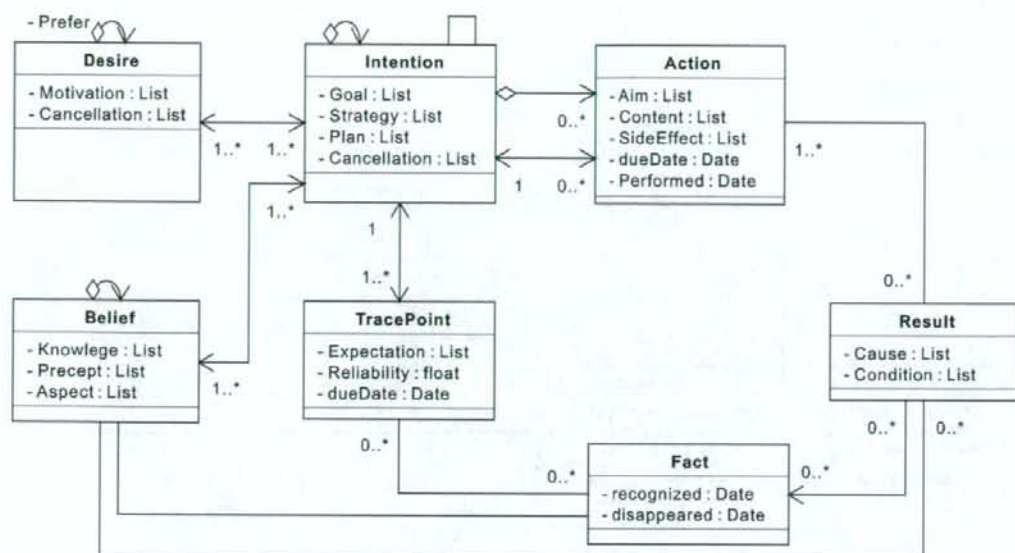 - Prefer
Desire
- Motivation : List
- Cancellation : List
1..*
1..*
Intention
- Goal : List
- Strategy : List
- Plan : List
- Cancellation : List
1..*
Action
- Aim : List
- Content : List
- SideEffect : List
- dueDate : Date
- Performed : Date
0..*
1
0..*
1..*
1
1..*
0..*
Belief
- Knowlege : List
- Precept : List
- Aspect : List
1..*
TracePoint
- Expectation : List
- Reliability : float
- dueDate : Date
0..*
Result
- Cause : List
- Condition : List
0..*
0..*
Fact
- recognized : Date
- disappeared : Date
0..*
0..*